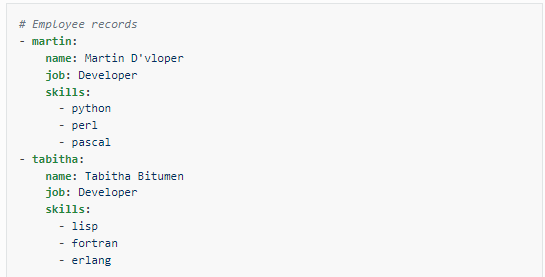 # Employee records
- martin:
    name: Martin D'vloper
    job: Developer
    skills:
      - python
      - perl
      - pascal
- tabitha:
    name: Tabitha Bitumen
    job: Developer
    skills:
      - lisp
      - fortran
      - erlang